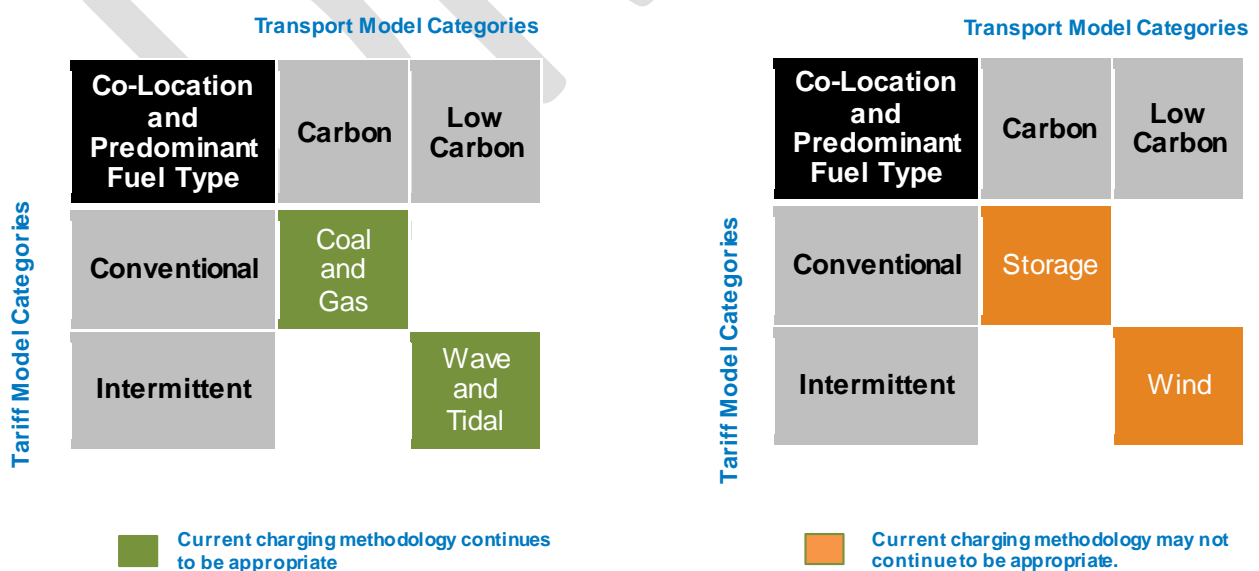 Transport Model Categories
Co-Location
and
Predominant
Fuel Type
Carbon
Low
Carbon
Tariff Model Categories
Conventional
Coal
and
Gas
Intermittent
Wave
and
Tidal
Current charging methodology continues
to be appropriate
Transport Model Categories
Co-Location
and
Predominant
Fuel Type
Carbon
Low
Carbon
Tariff Model Categories
Conventional
Storage
Intermittent
Wind
Current charging methodology may not
continue to be appropriate.